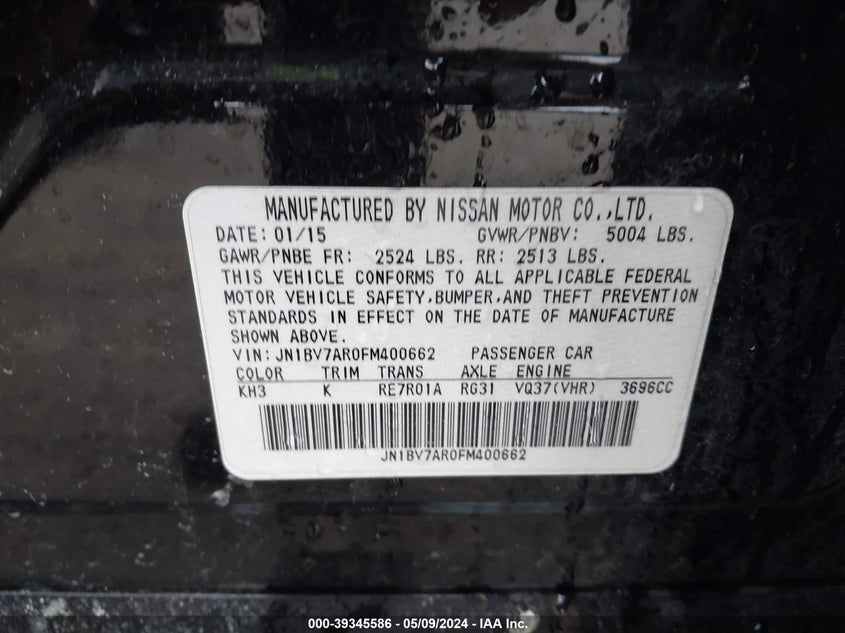 MANUFACTURED BY NISSAN MOTOR CO.,LTD.
DATE: 01/15 GVWR/PNBV: 5004 LBS.
GAWR/PNBE FR: 2524 LBS. RR: 2513 LBS.
THIS VEHICLE CONFORMS TO ALL APPLICABLE FEDERAL
MOTOR VEHICLE SAFETY,BUMPER,AND THEFT PREVENTION
STANDARDS IN EFFECT ON THE DATE OF MANUFACTURE
SHOWN ABOVE.
VIN: JN1BV7AR0FM400662 PASSENGER CAR
COLOR TRIM TRANS AXLE ENGINE
KH3 K RE7R01A RG31 VQ37(VHR) 3696CC
JN1BV7AR0FM400662
000-39345586 - 05/09/2024 - IAA Inc.